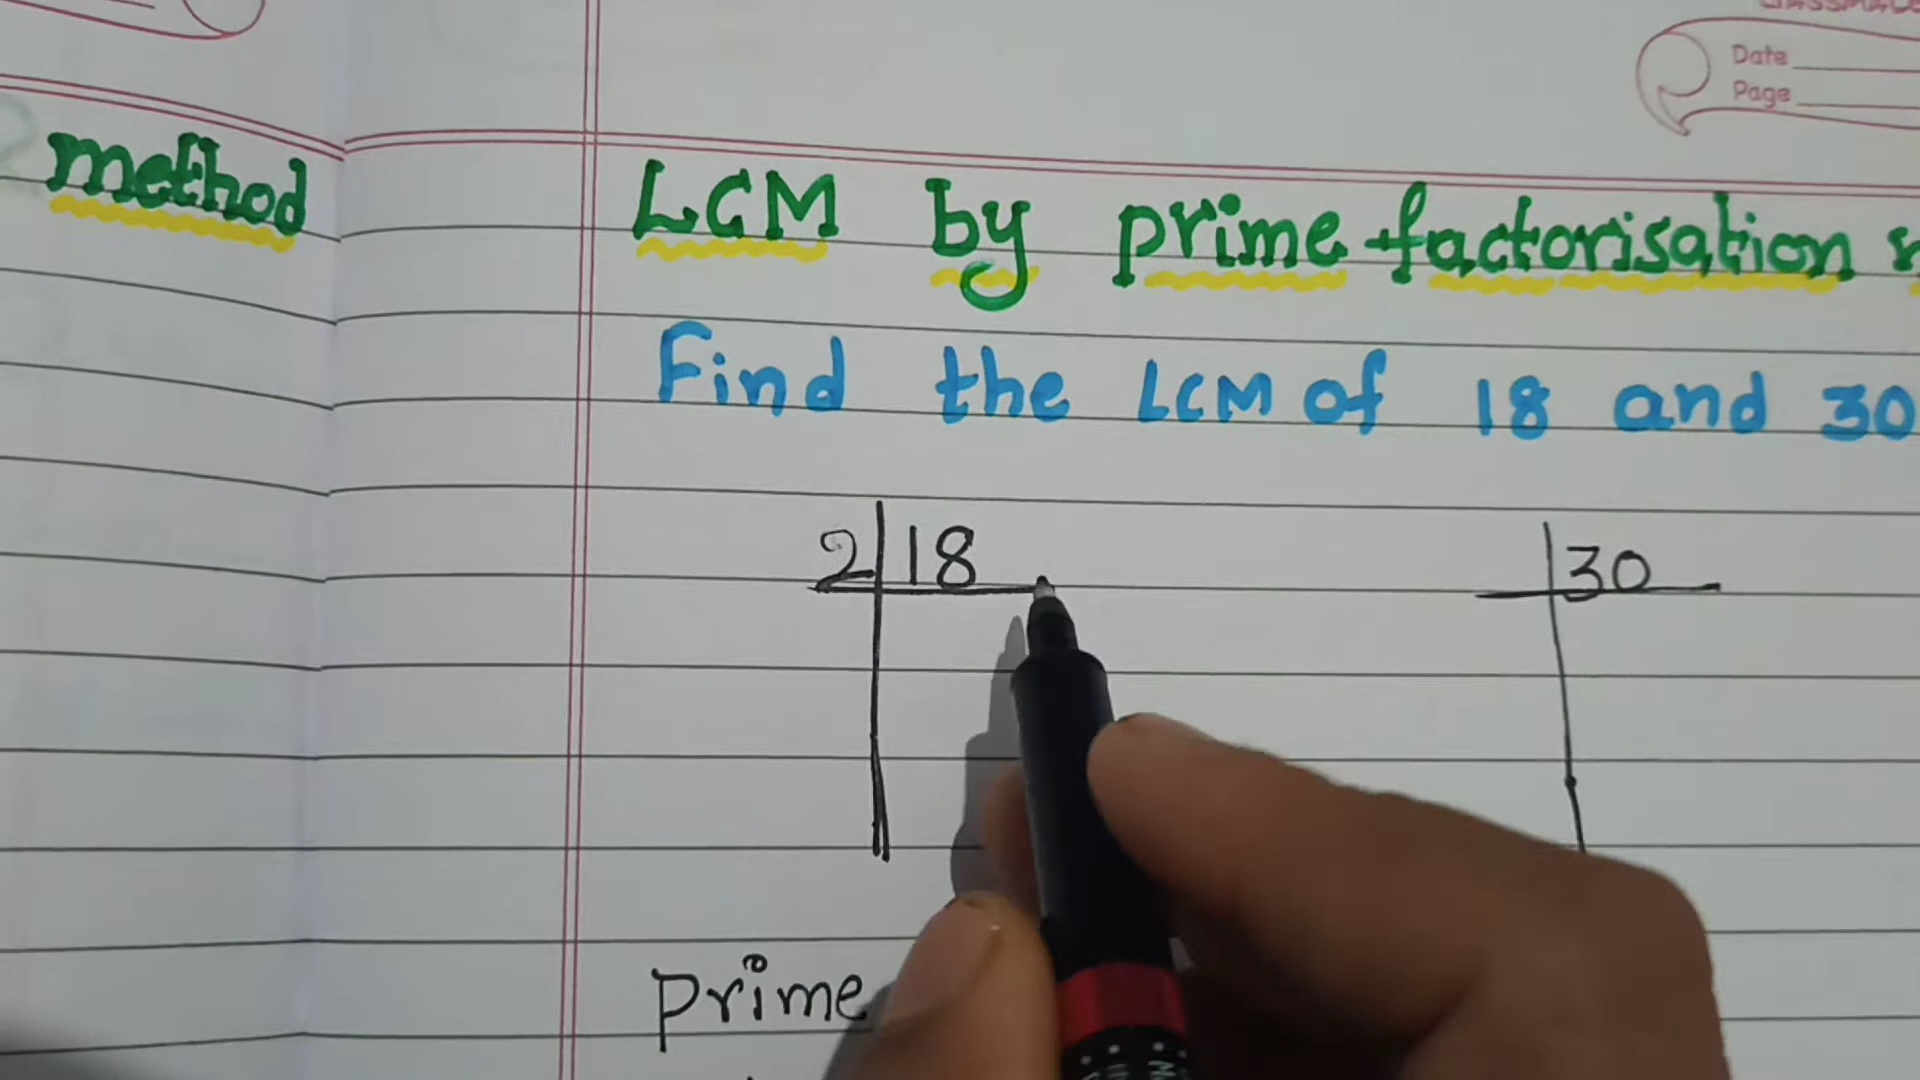 Date
Page
method
LCM by prime factorisation
Find the LCM of 18 and 30
2 18
30
Prime